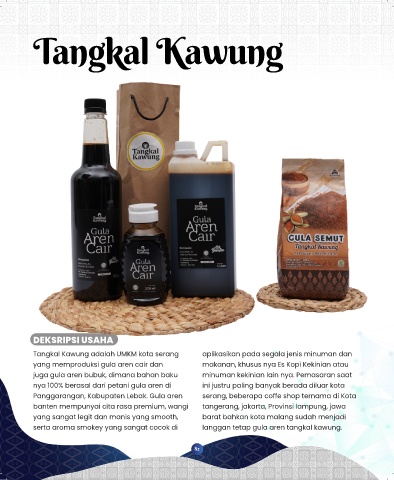 Tangkal Kawung
Tangkal
Kawung
Tangkal
Kawung
Gula
Aren
Cair
Tangkal
Kawung
Gula
Aren
Cair
Gula
Aren
Cair
GULA SEMUT
Tangkal Kawung
DEKSRIPSI USAHA
Tangkal Kawung adalah UMKM kota serang
yang memproduksi gula aren cair dan
juga gula aren bubuk, dimana bahan baku
nya 100% berasal dari petani gula aren di
Panggarangan, Kabupaten Lebak. Gula aren
banten mempunyai cita rasa premium, wangi
yang sangat legit dan manis yang smooth,
serta aroma smokey yang sangat cocok di
aplikasikan pada segala jenis minuman dan
makanan, khusus nya Es Kopi Kekinian atau
minuman kekinian lain nya. Pemasaran saat
ini justru paling banyak berada diluar kota
serang, beberapa coffe shop ternama di Kota
tangerang, jakarta, Provinsi lampung, jawa
barat bahkan kota malang sudah menjadi
langgan tetap gula aren tangkal kawung.